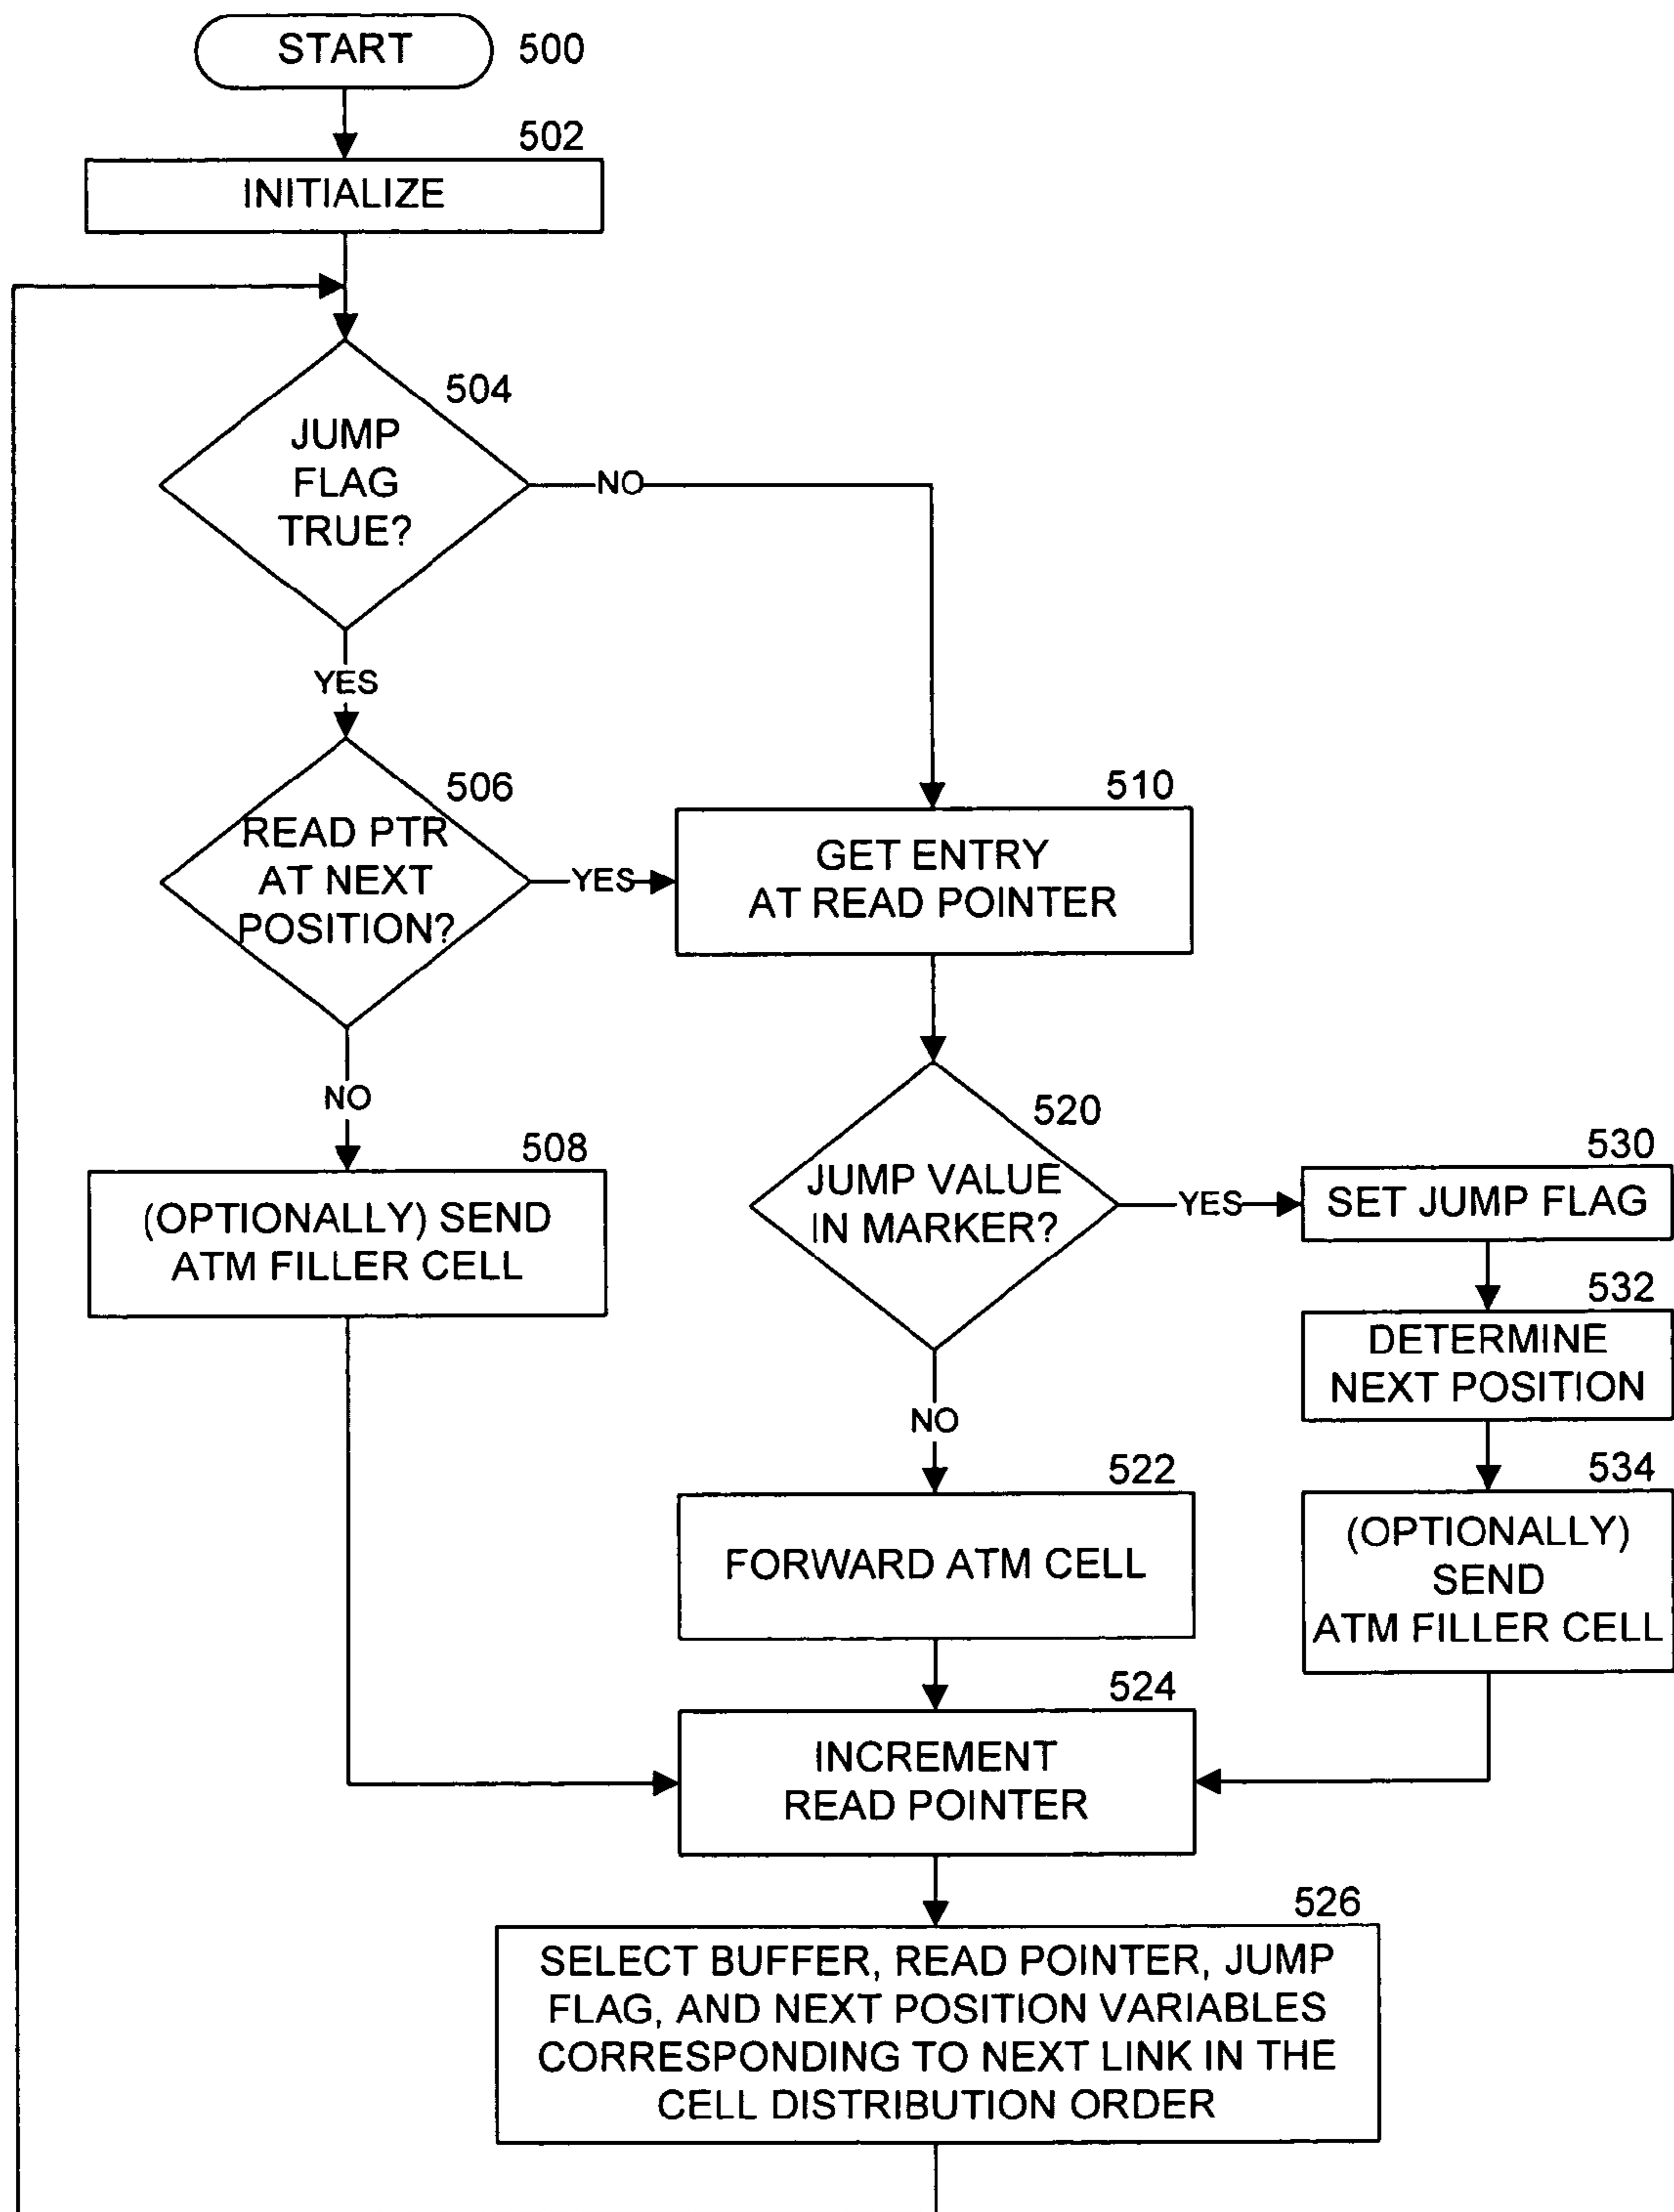 START
500
502
INITIALIZE
504
JUMP
FLAG
TRUE?
NO
YES
506
READ PTR
AT NEXT
POSITION?
YES
510
GET ENTRY
AT READ POINTER
NO
508
(OPTIONALLY) SEND
ATM FILLER CELL
520
JUMP VALUE
IN MARKER?
YES
530
SET JUMP FLAG
532
DETERMINE
NEXT POSITION
NO
522
FORWARD ATM CELL
534
(OPTIONALLY)
SEND
ATM FILLER CELL
524
INCREMENT
READ POINTER
526
SELECT BUFFER, READ POINTER, JUMP
FLAG, AND NEXT POSITION VARIABLES
CORRESPONDING TO NEXT LINK IN THE
CELL DISTRIBUTION ORDER